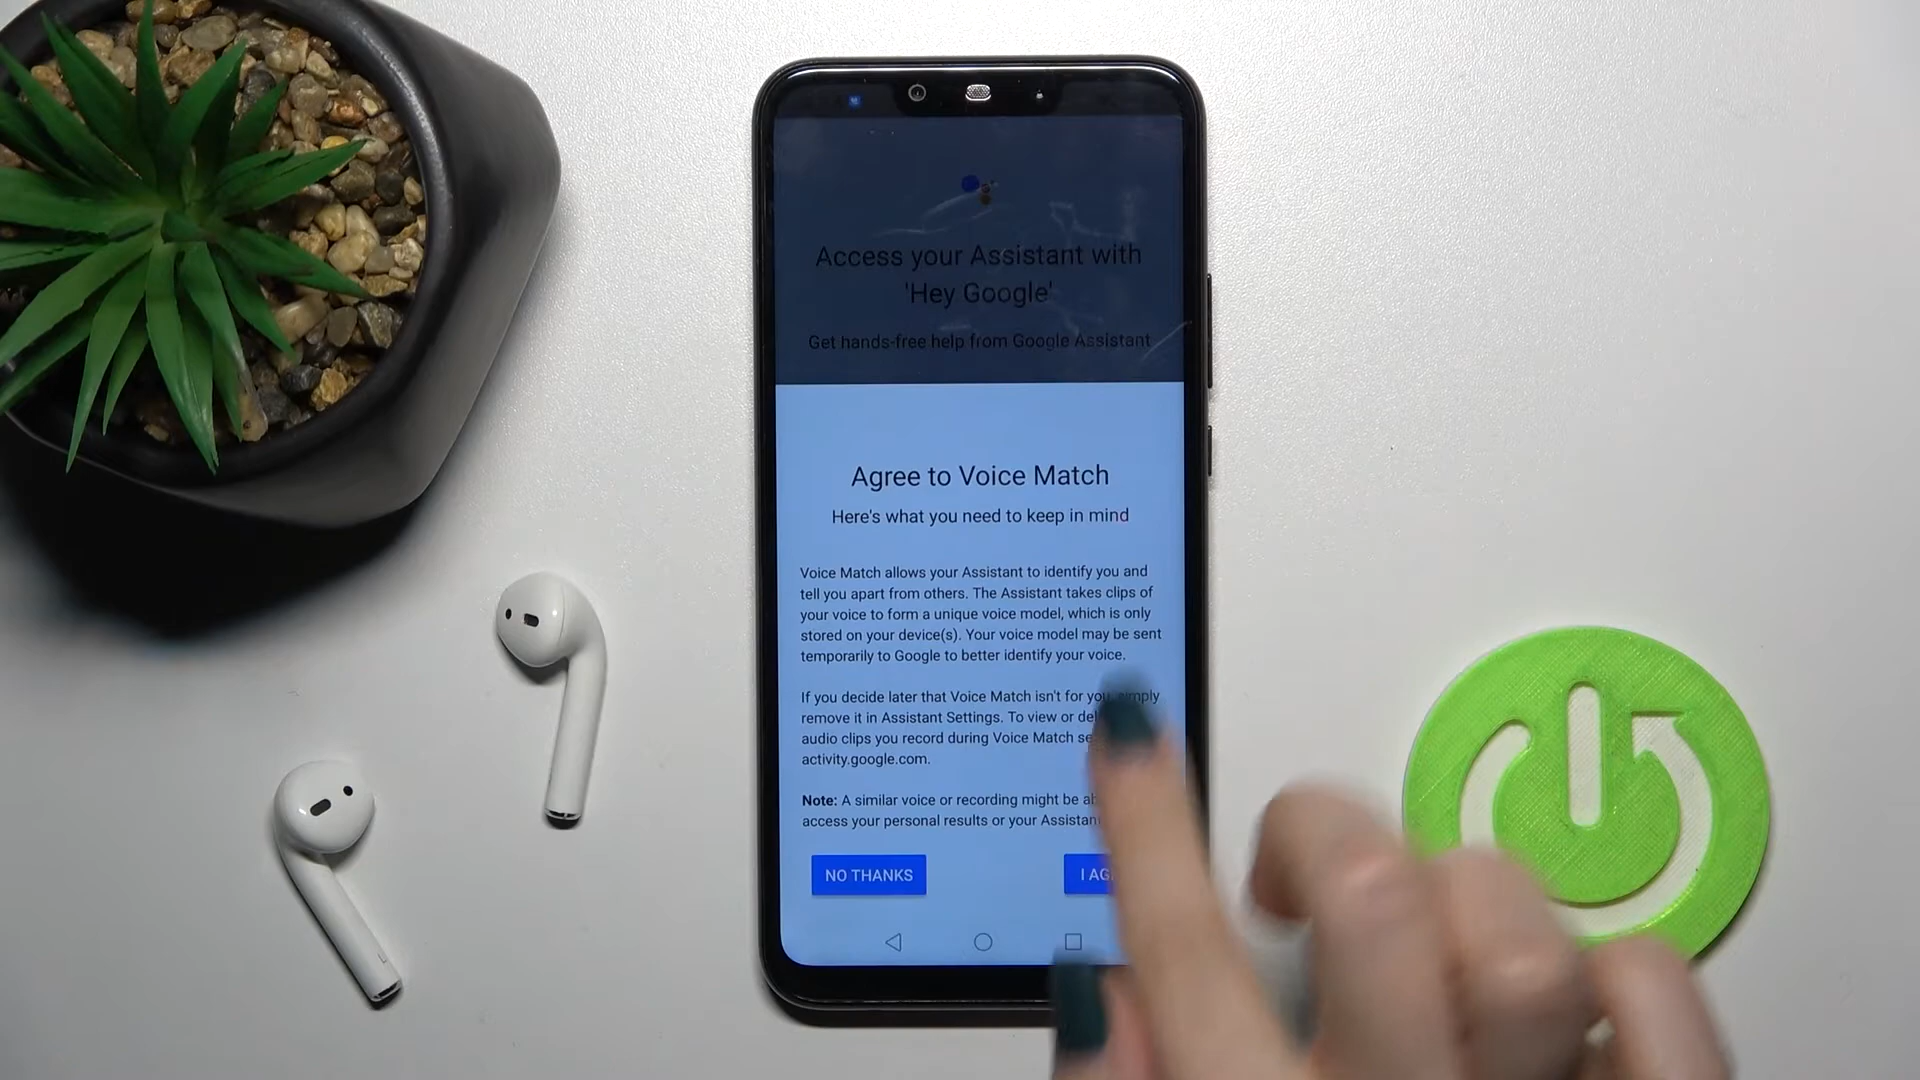 Access your Assistant with
'Hey Google'
Get hands-free help from Google Assistant
Agree to Voice Match
Here's what you need to keep in mind
Voice Match allows your Assistant to identify you and
tell you apart from others. The Assistant takes clips of
your voice to form a unique voice model, which is only
stored on your device(s). Your voice model may be sent
temporarily to Google to better identify your voice.
If you decide later that Voice Match isn't for you, simply
remove it in Assistant Settings. To view or
audio clips you record during Voice Match
activity.google.com.
Note: A similar voice or recording might be
access your personal results or your Assistant
NO THANKS
I
L